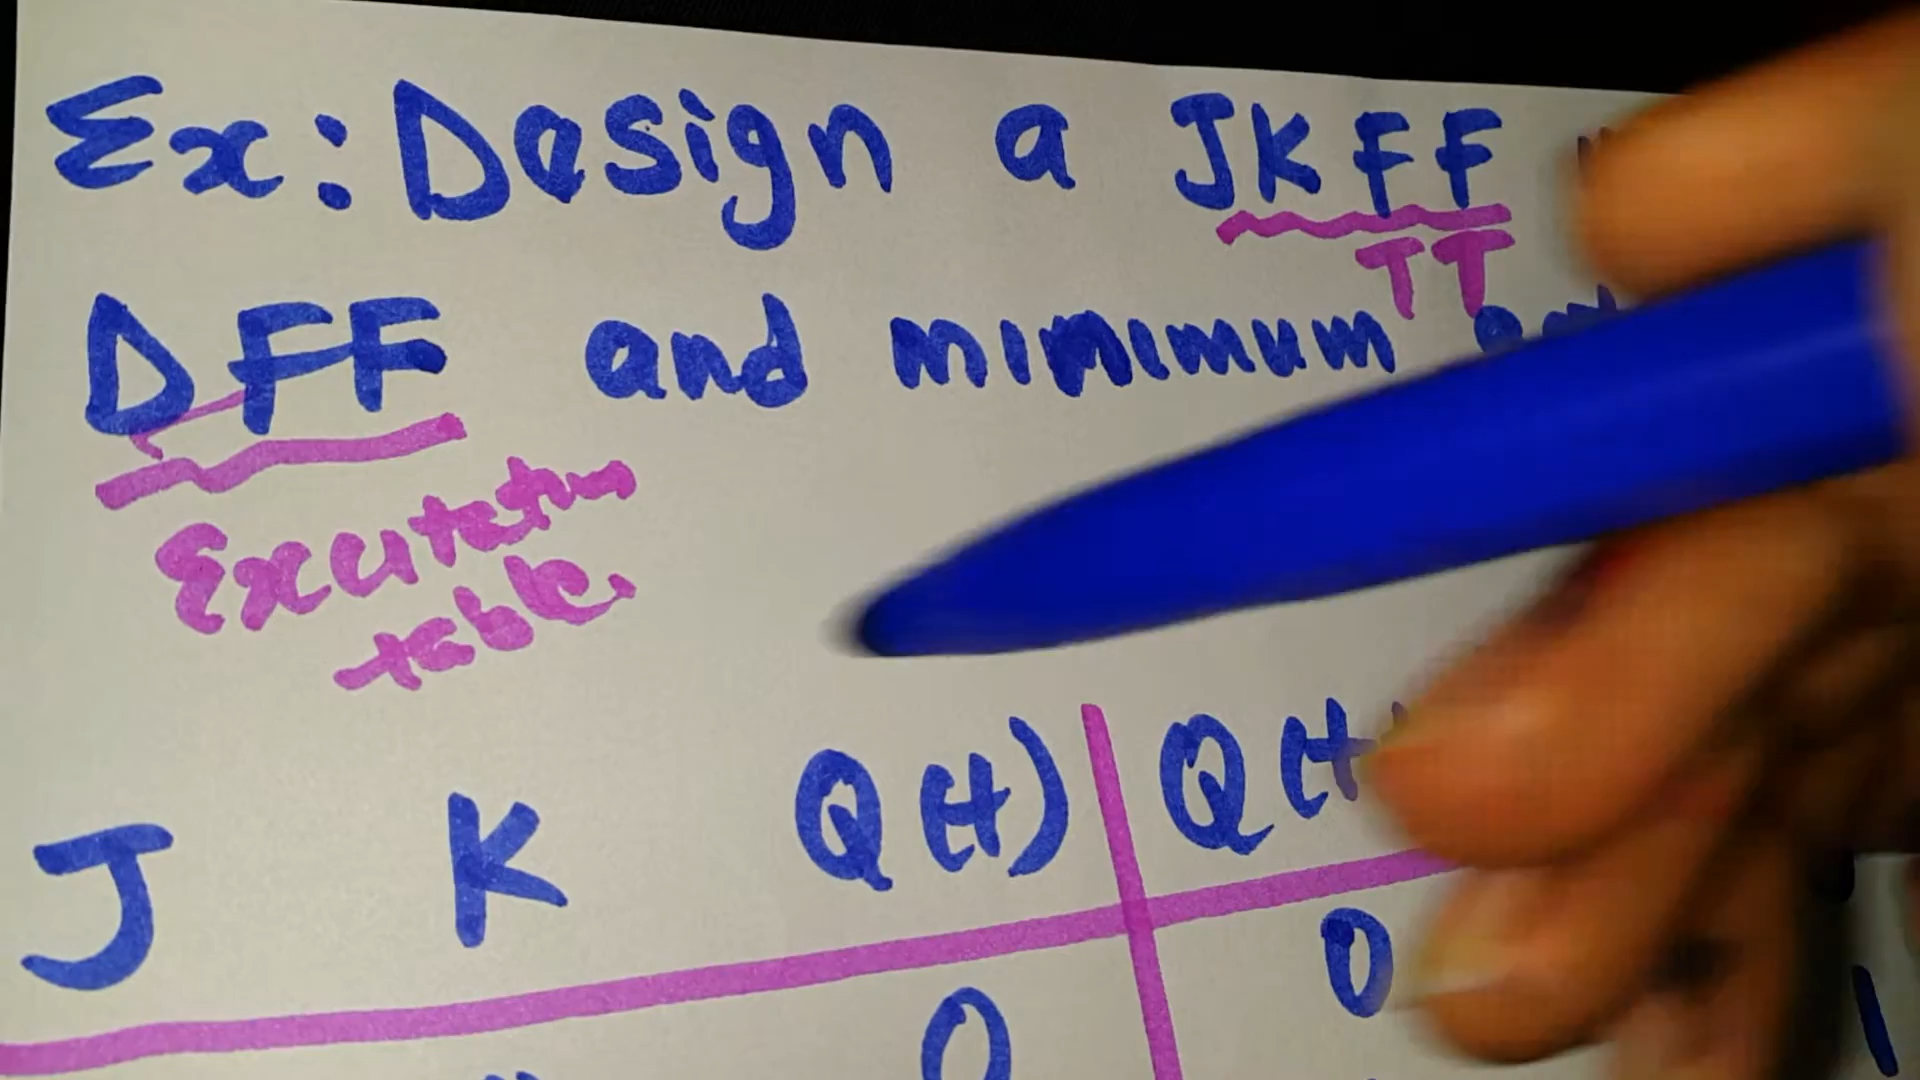 Ex: Design a JKFF
TT
DFF and minimum
Excitation
table
J K Q(t) Q(t
0 0